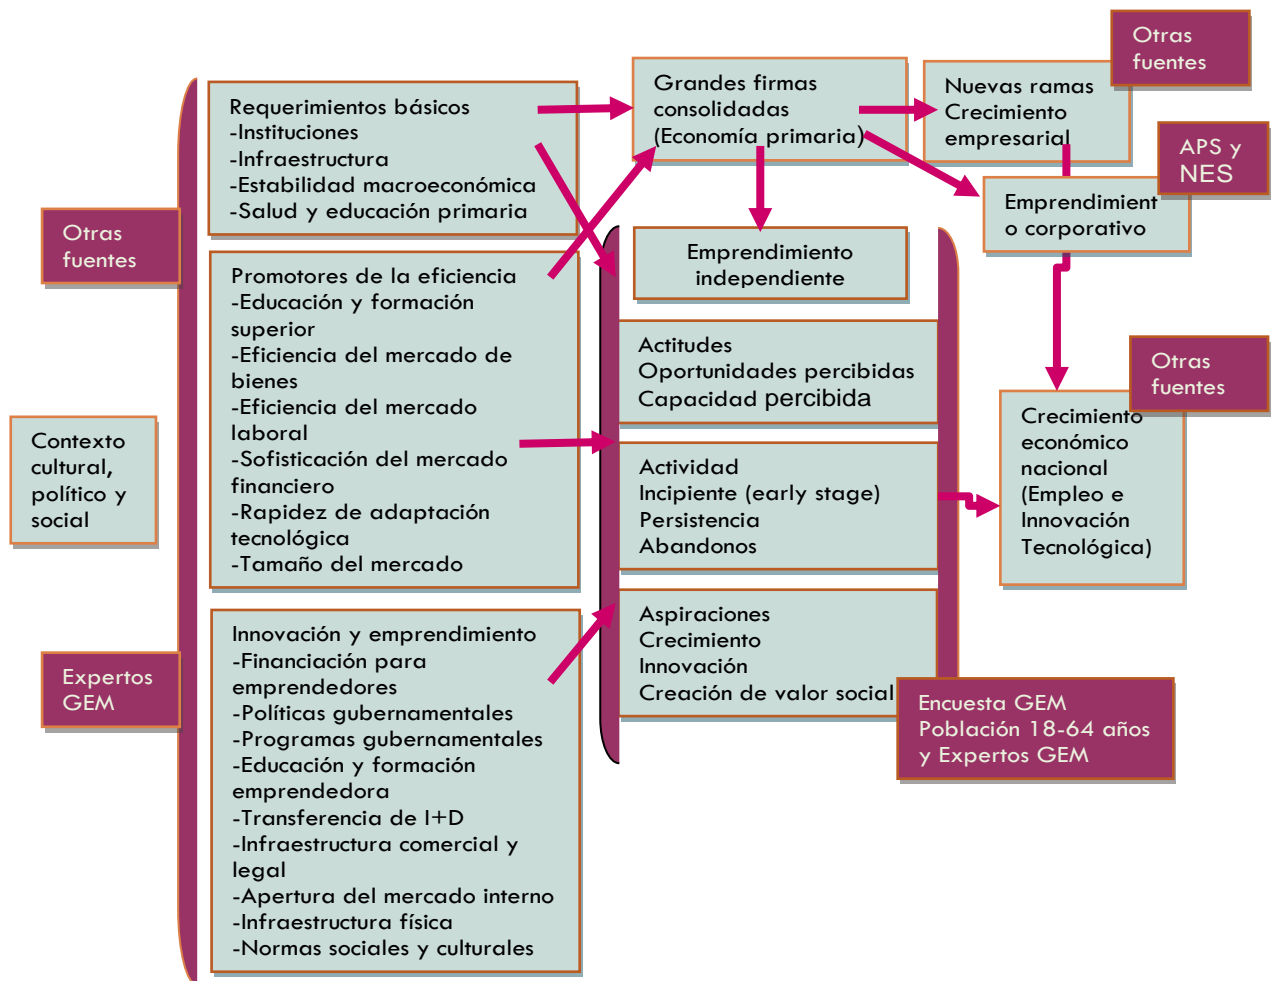 Otras
fuentes
Grandes firmas
consolidadas
(Economía primaria)
Nuevas ramas
Crecimiento
empresarial
Requerimientos básicos
-Instituciones
-Infraestructura
-Estabilidad macroeconómica
-Salud y educación primaria
APS y
NES
Emprendimient
o corporativo
Otras
fuentes
Emprendimiento
independiente
Promotores de la eficiencia
-Educación y formación
superior
-Eficiencia del mercado de
bienes
-Eficiencia del mercado
laboral
-Sofisticación del mercado
financiero
-Rapidez de adaptación
tecnológica
-Tamaño del mercado
Actitudes
Oportunidades percibidas
Capacidad percibida
Otras
fuentes
Crecimiento
económico
nacional
(Empleo e
Innovación
Tecnológica)
Contexto
cultural,
político y
social
Actividad
Incipiente (early stage)
Persistencia
Abandonos
Aspiraciones
Crecimiento
Innovación
Creación de valor social
Innovación y emprendimiento
-Financiación para
emprendedores
-Políticas gubernamentales
-Programas gubernamentales
-Educación y formación
emprendedora
-Transferencia de I+D
-Infraestructura comercial y
legal
-Apertura del mercado interno
-Infraestructura física
-Normas sociales y culturales
Expertos
GEM
Encuesta GEM
Población 18-64 años
y Expertos GEM